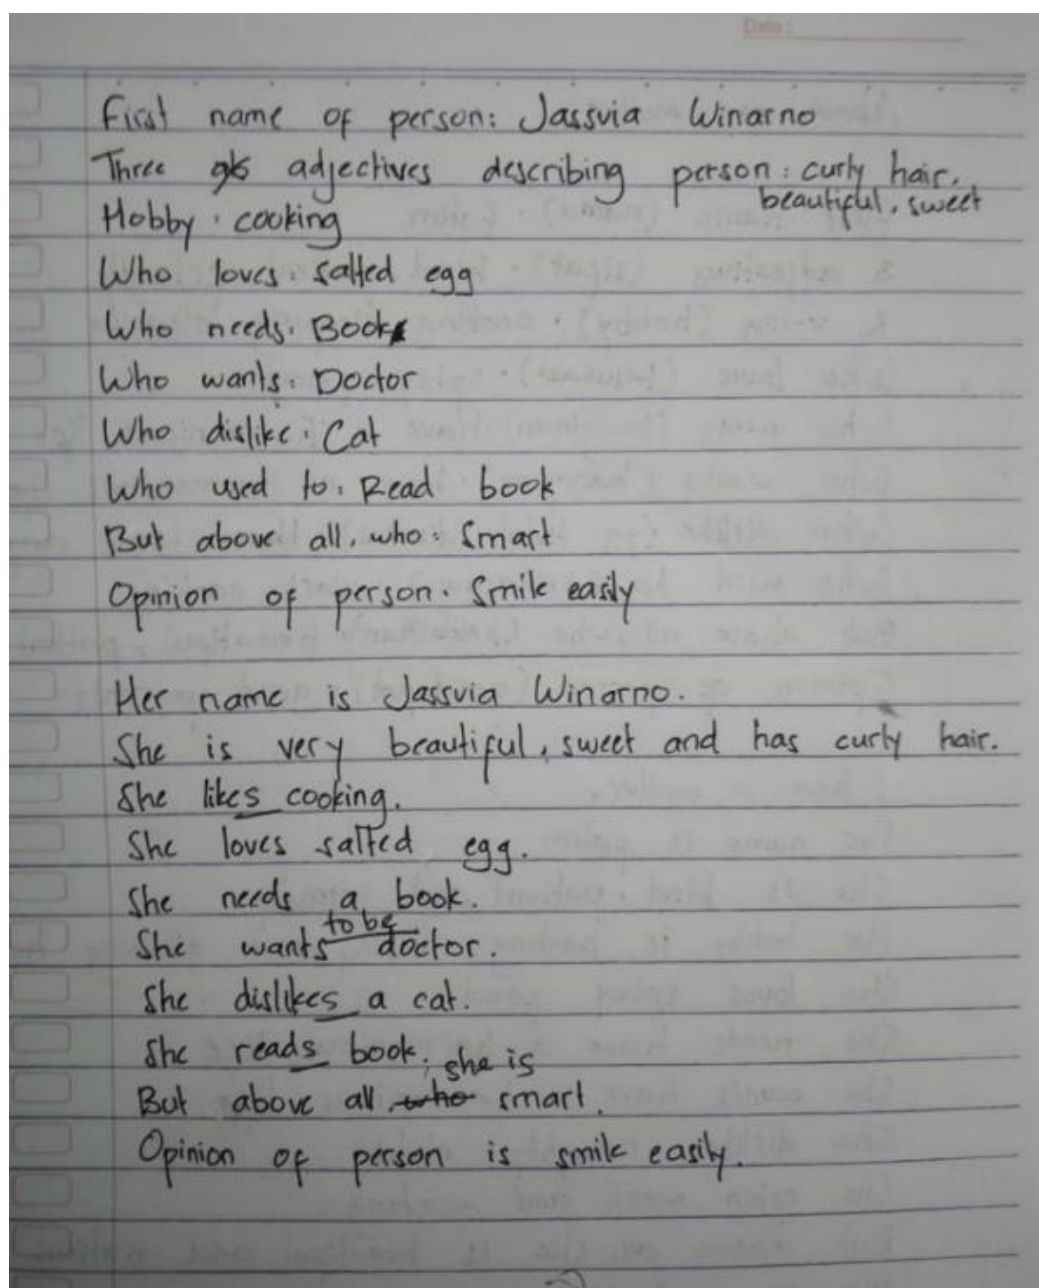 Date:
First name of person: Jassvia Winarno
Three adjectives describing person: curly hair,
beautiful, sweet
Hobby: cooking
Who loves: salted egg
Who needs: Book
Who wants: Doctor
Who dislike: Cat
Who used to: Read book
But above all, who: smart
Opinion of person: smile easily
Her name is Jassvia Winarno.
She is very beautiful, sweet and has curly hair.
She likes cooking.
She loves salted egg.
She needs a book.
to be
She wants doctor.
She dislikes a cat.
She reads book.
she is
But above all, who smart.
Opinion of person is smile easily.